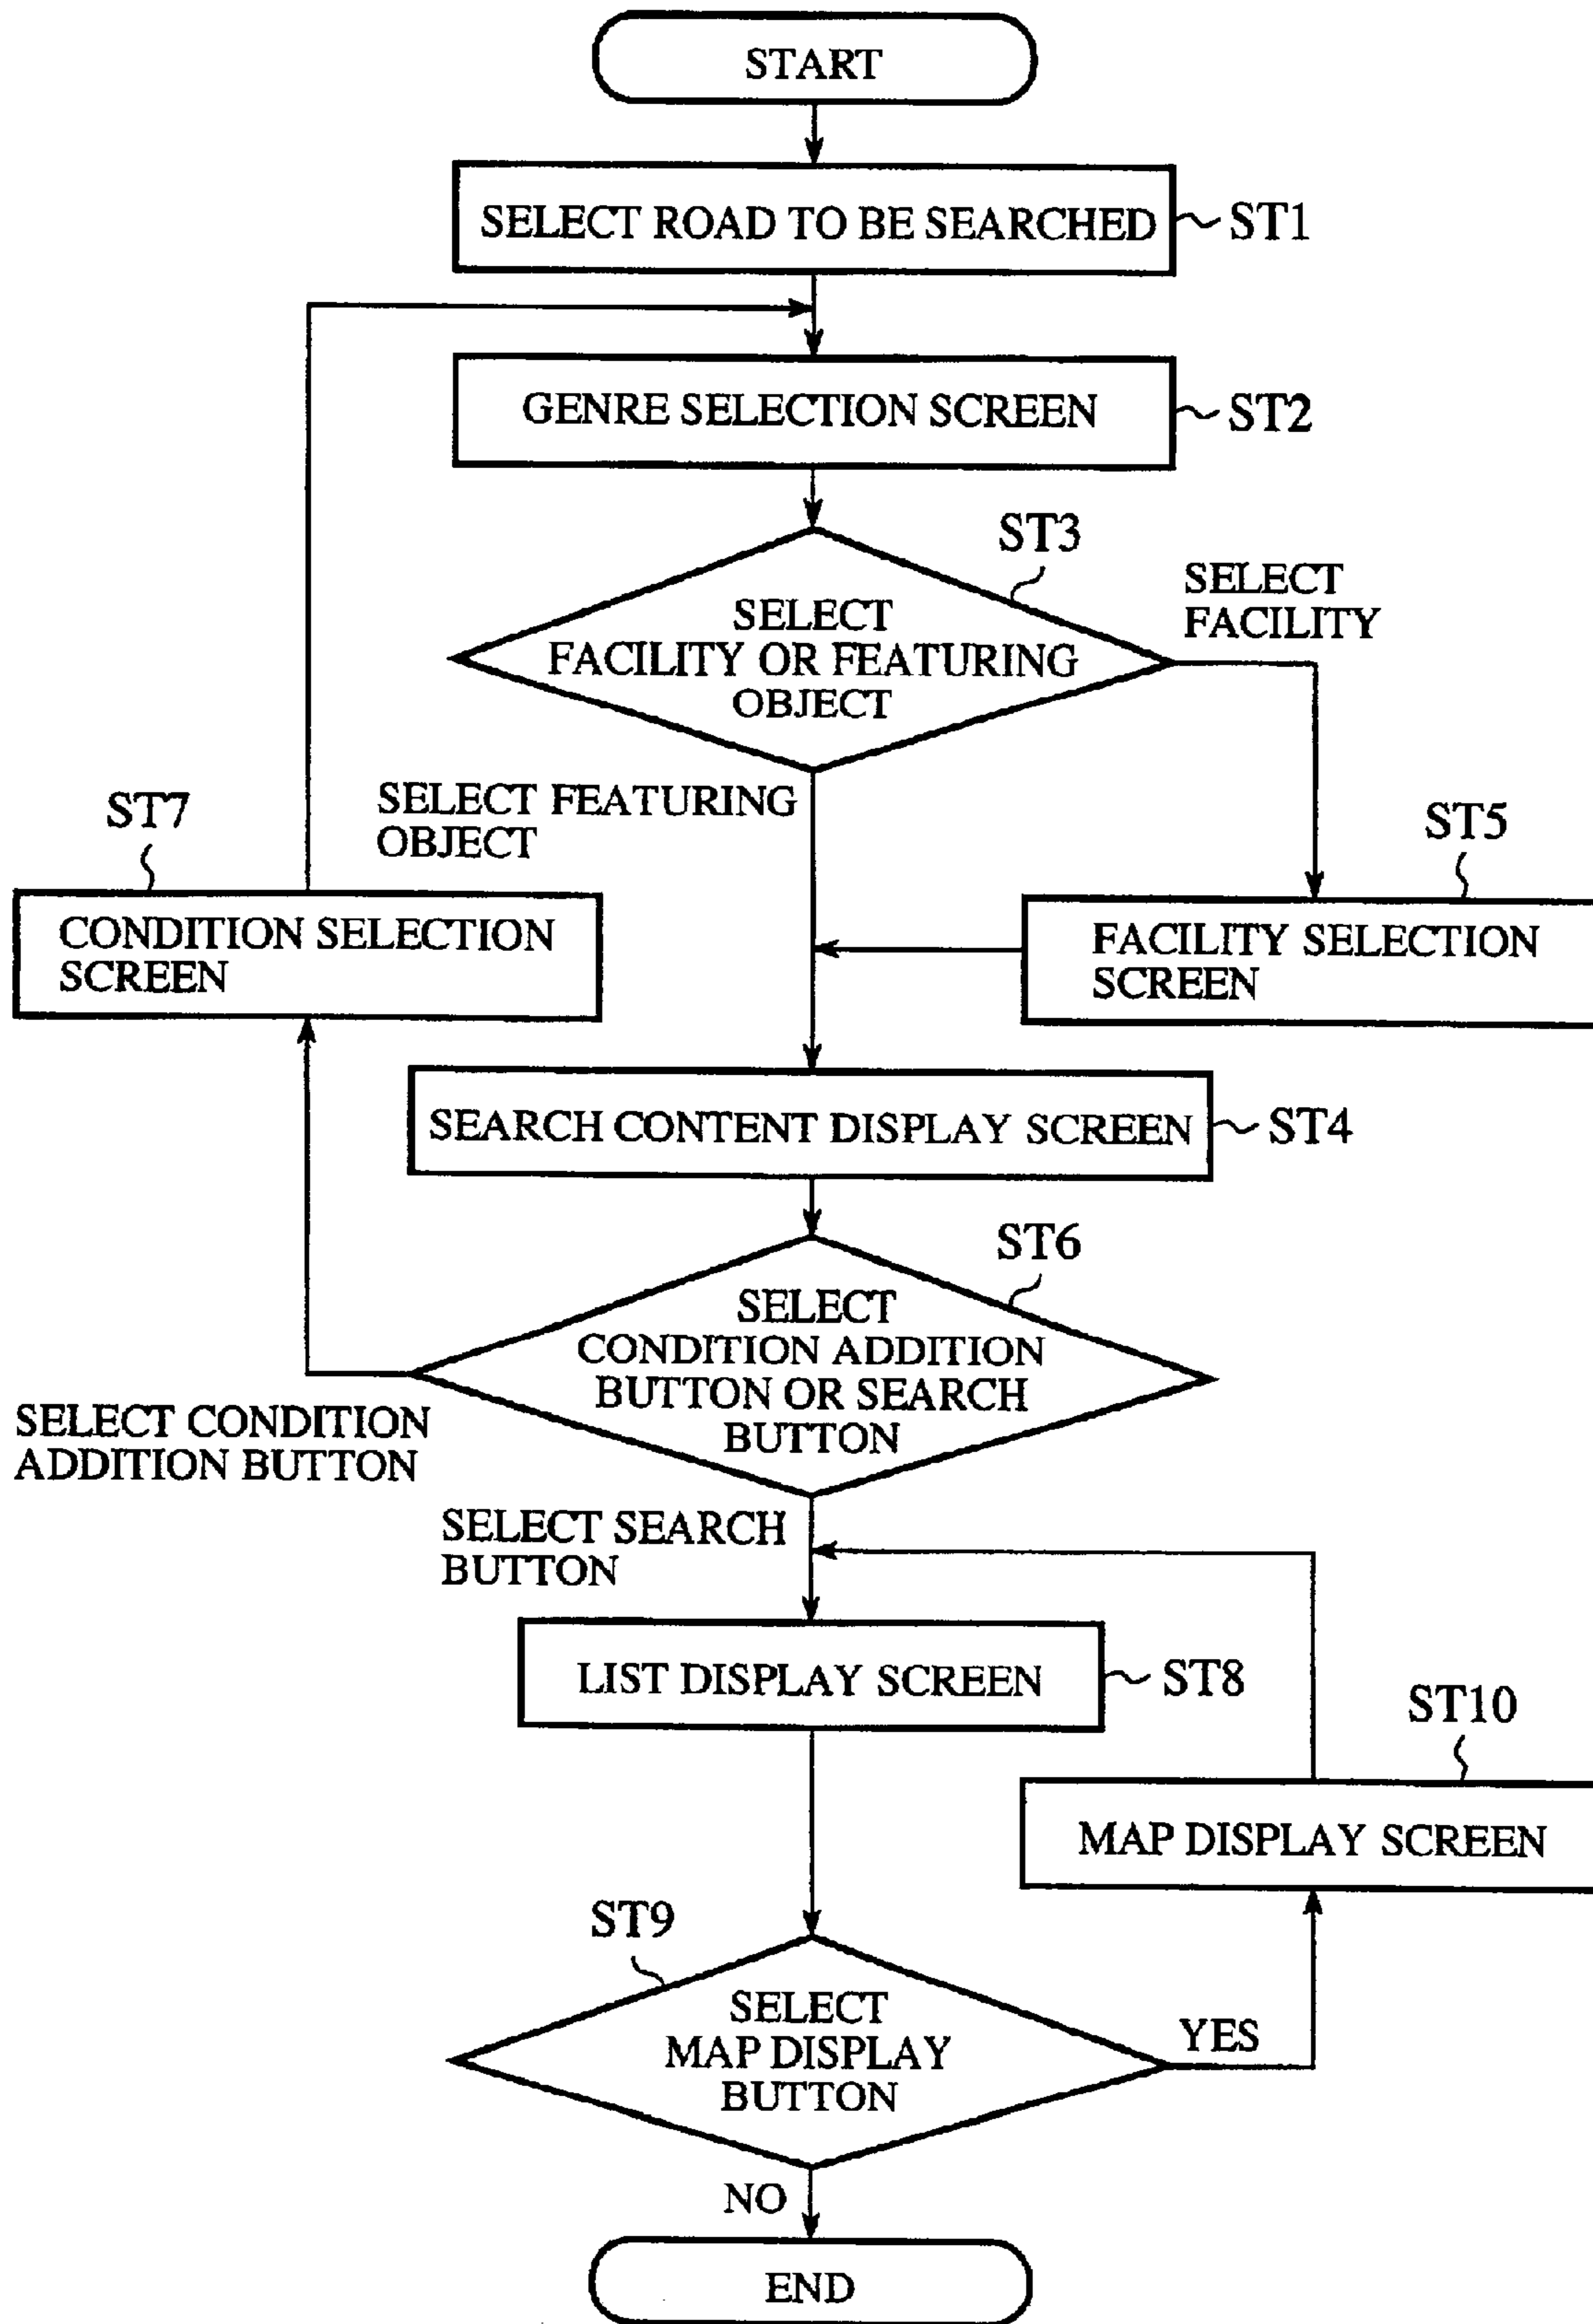 START
SELECT ROAD TO BE SEARCHED
ST1
GENRE SELECTION SCREEN
ST2
ST3
SELECT
FACILITY OR FEATURING
OBJECT
SELECT
FACILITY
SELECT FEATURING
OBJECT
ST7
CONDITION SELECTION
SCREEN
ST5
FACILITY SELECTION
SCREEN
SEARCH CONTENT DISPLAY SCREEN
ST4
ST6
SELECT
CONDITION ADDITION
BUTTON OR SEARCH
BUTTON
SELECT CONDITION
ADDITION BUTTON
SELECT SEARCH
BUTTON
LIST DISPLAY SCREEN
ST8
ST10
MAP DISPLAY SCREEN
ST9
SELECT
MAP DISPLAY
BUTTON
YES
NO
END